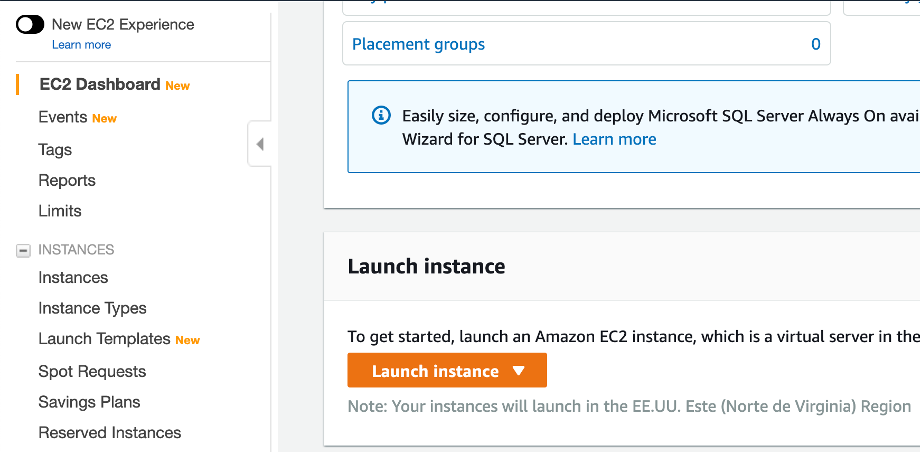 New EC2 Experience
Learn more
EC2 Dashboard New
Events New
Tags
Reports
Limits
INSTANCES
Instances
Instance Types
Launch Templates New
Spot Requests
Savings Plans
Reserved Instances
Placement groups 0
Easily size, configure, and deploy Microsoft SQL Server Always On avai
Wizard for SQL Server. Learn more
Launch instance
To get started, launch an Amazon EC2 instance, which is a virtual server in the
Launch instance
Note: Your instances will launch in the EE.UU. Este (Norte de Virginia) Region